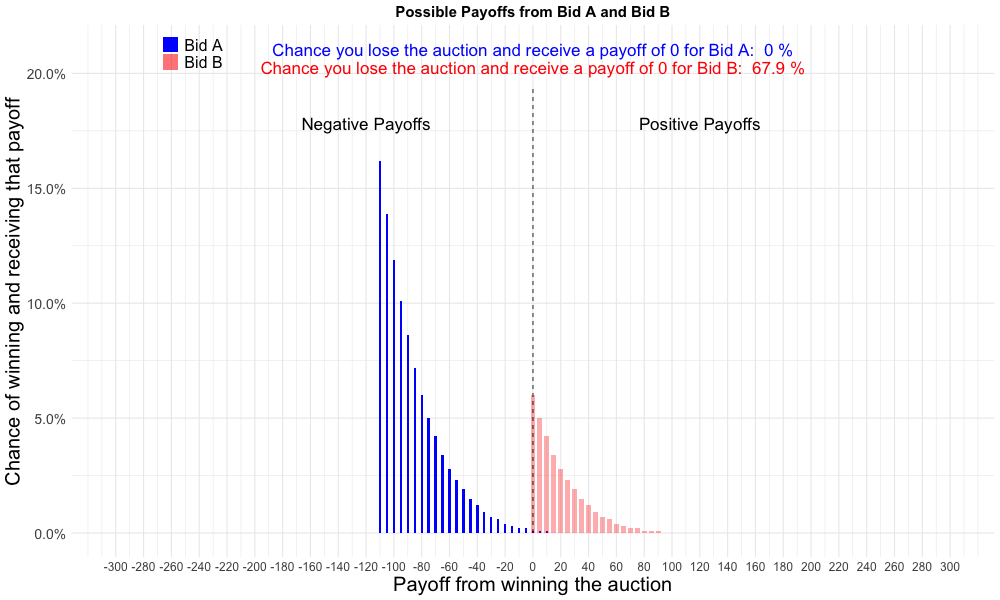 Possible Payoffs from Bid A and Bid B
Bid A
Bid B
Chance you lose the auction and receive a payoff of 0 for Bid A:  0 %
Chance you lose the auction and receive a payoff of 0 for Bid B:  67.9 %
Negative Payoffs
Positive Payoffs
Chance of winning and receiving that payoff
20.0%
15.0%
10.0%
5.0%
0.0%
-300 -280 -260 -240 -220 -200 -180 -160 -140 -120 -100 -80 -60 -40 -20 0 20 40 60 80 100 120 140 160 180 200 220 240 260 280 300
Payoff from winning the auction